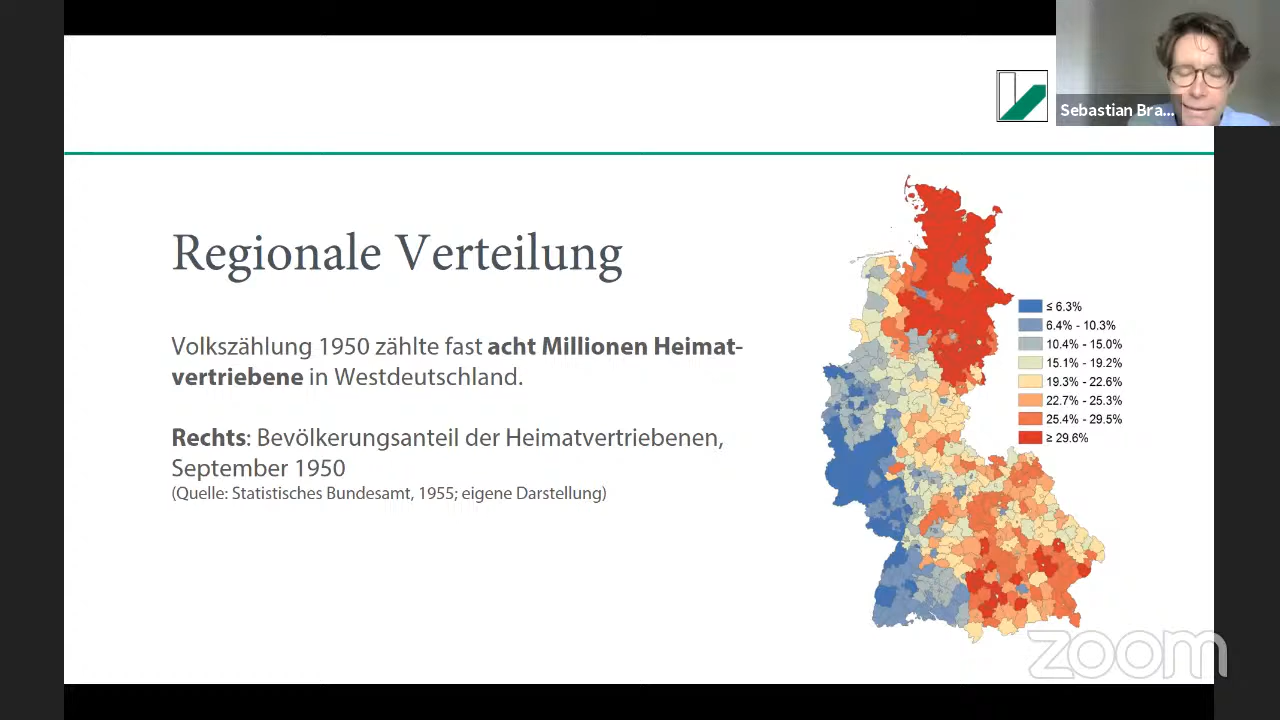 Sebastian Bra...
Regionale Verteilung
Volkszählung 1950 zählte fast acht Millionen Heimat-
vertriebene in Westdeutschland.
Rechts: Bevölkerungsanteil der Heimatvertriebenen,
September 1950
(Quelle: Statistisches Bundesamt, 1955; eigene Darstellung)
≤ 6.3%
6.4% - 10.3%
10.4% - 15.0%
15.1% - 19.2%
19.3% - 22.6%
22.7% - 25.3%
25.4% - 29.5%
≥ 29.6%
zoom